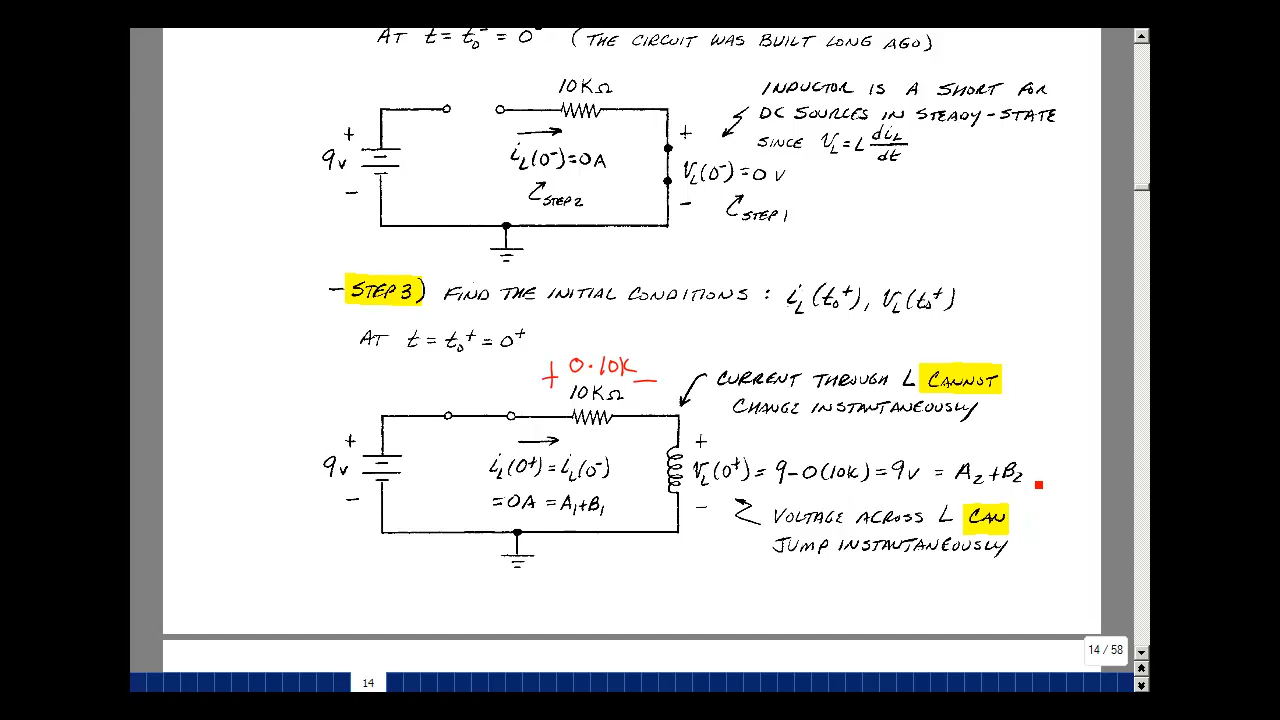 AT t = t₀⁻ = 0⁻ (THE CIRCUIT WAS BUILT LONG AGO)
10KΩ
INDUCTOR IS A SHORT FOR
DC SOURCES IN STEADY-STATE
SINCE V_L = L di_L/dt
+
9V
−
i_L(0⁻)=0A
STEP 2
+
V_L(0⁻)=0 V
−
STEP 1
− STEP 3) FIND THE INITIAL CONDITIONS : i_L(t₀⁺), V_L(t₀⁺)
AT t = t₀⁺ = 0⁺
+ 0·10K −
10KΩ
CURRENT THROUGH L CANNOT
CHANGE INSTANTANEOUSLY
+
9V
−
i_L(0⁺) = i_L(0⁻)
= 0A = A₁+B₁
+
V_L(0⁺) = 9−0(10K) = 9V = A₂+B₂
−
VOLTAGE ACROSS L CAN
JUMP INSTANTANEOUSLY
14 / 58
14